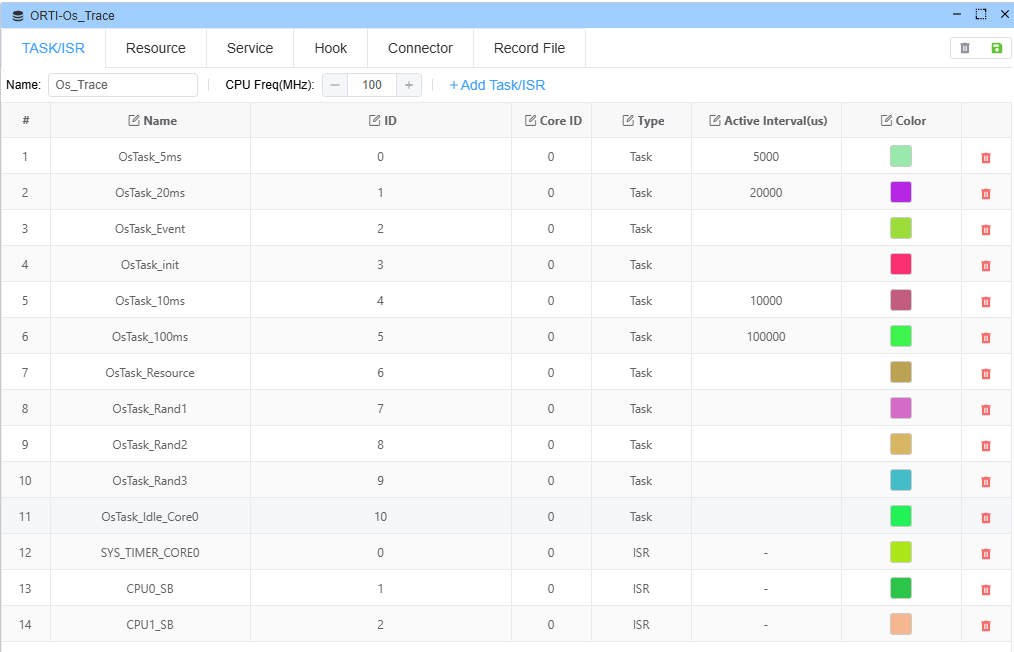 ORTI-Os_Trace
TASK/ISR Resource Service Hook Connector Record File
Name: Os_Trace CPU Freq(MHz): − 100 + +Add Task/ISR
# Name ID Core ID Type Active Interval(us) Color
1 OsTask_5ms 0 0 Task 5000
2 OsTask_20ms 1 0 Task 20000
3 OsTask_Event 2 0 Task
4 OsTask_init 3 0 Task
5 OsTask_10ms 4 0 Task 10000
6 OsTask_100ms 5 0 Task 100000
7 OsTask_Resource 6 0 Task
8 OsTask_Rand1 7 0 Task
9 OsTask_Rand2 8 0 Task
10 OsTask_Rand3 9 0 Task
11 OsTask_Idle_Core0 10 0 Task
12 SYS_TIMER_CORE0 0 0 ISR -
13 CPU0_SB 1 0 ISR -
14 CPU1_SB 2 0 ISR -